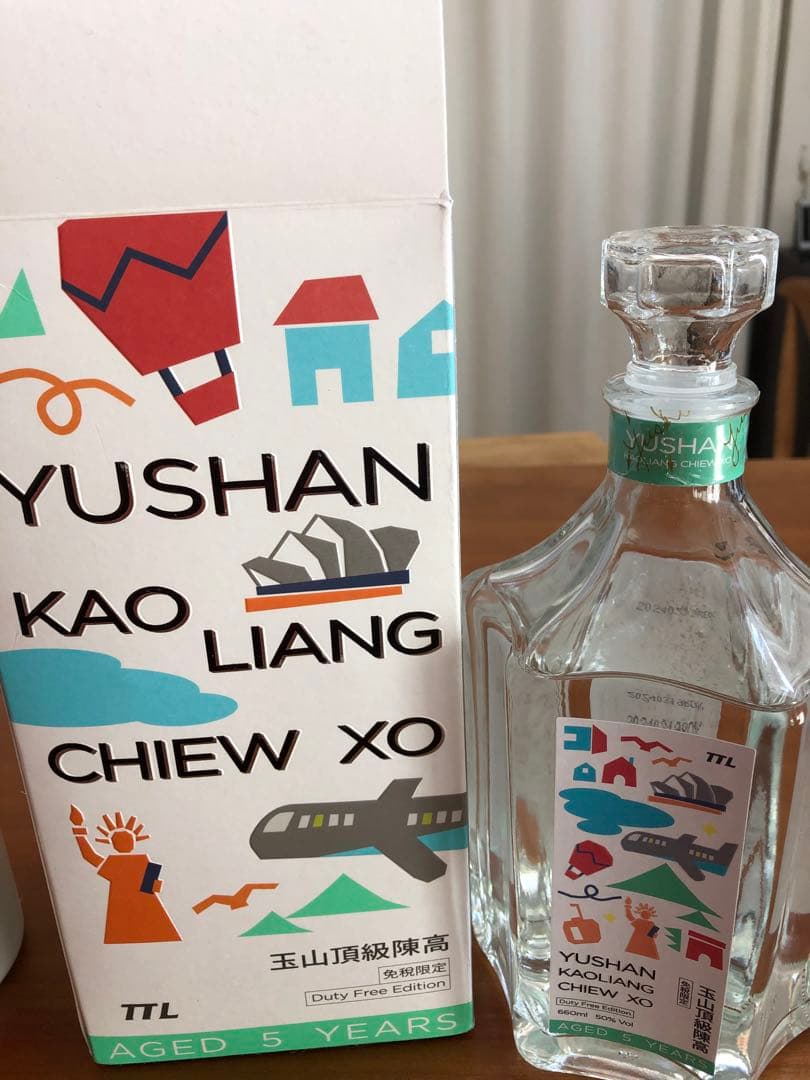 YUSHAN
KAO
LIANG
CHIEW XO
玉山頂級陳高
免稅限定
Duty Free Edition
TTL
AGED 5 YEARS
YUSHAN
KAOLIANG CHIEW XO
TTL
YUSHAN
KAOLIANG
CHIEW XO
Duty Free Edition
660ml 50% Vol
免稅限定
玉山頂級陳高
AGED 5 YEARS